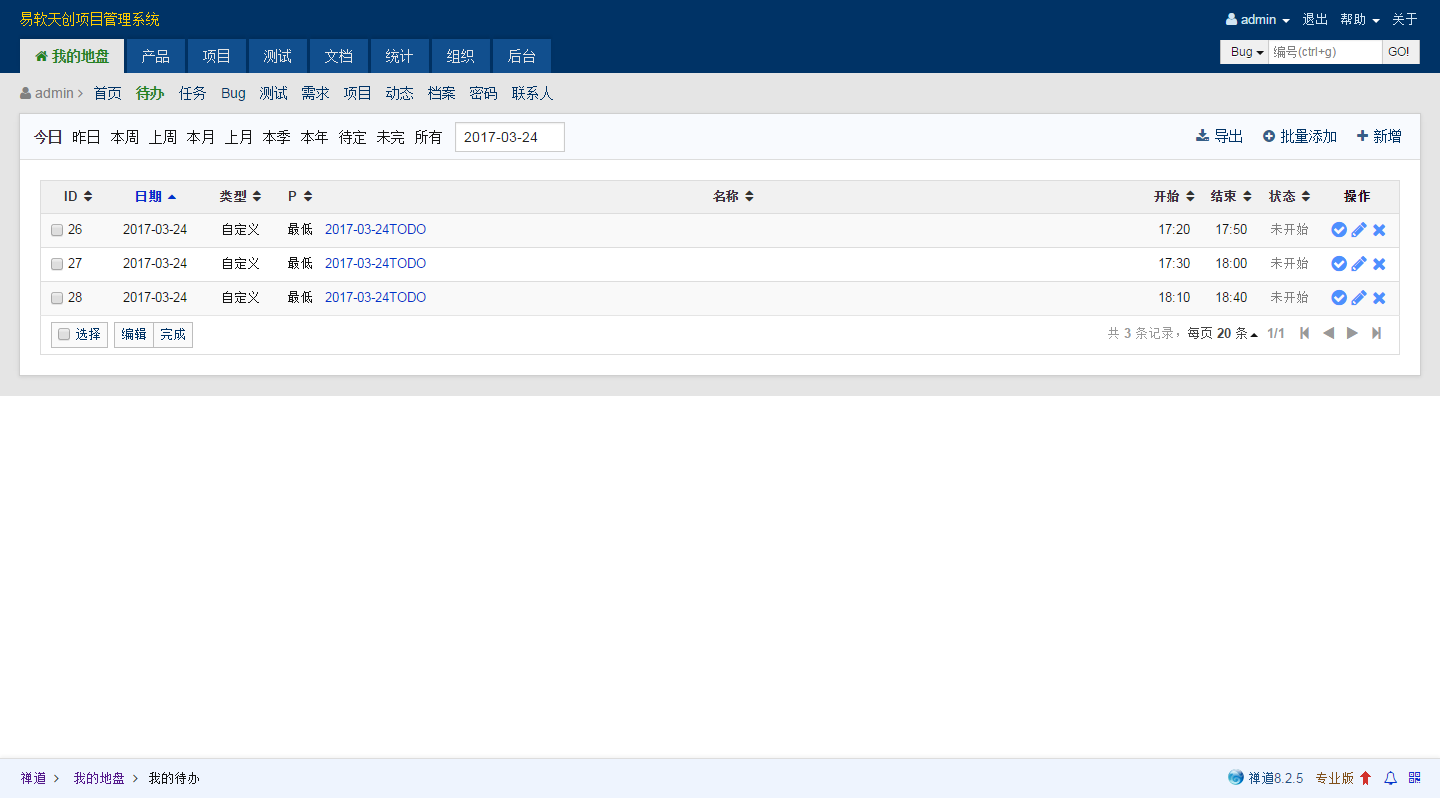 易软天创项目管理系统 admin 退出 帮助 关于
我的地盘 产品 项目 测试 文档 统计 组织 后台 Bug 编号(ctrl+g) GO!
admin 首页 待办 任务 Bug 测试 需求 项目 动态 档案 密码 联系人
今日 昨日 本周 上周 本月 上月 本季 本年 待定 未完 所有 2017-03-24 导出 批量添加 新增
ID 日期 类型 P 名称 开始 结束 状态 操作
26 2017-03-24 自定义 最低 2017-03-24TODO 17:20 17:50 未开始
27 2017-03-24 自定义 最低 2017-03-24TODO 17:30 18:00 未开始
28 2017-03-24 自定义 最低 2017-03-24TODO 18:10 18:40 未开始
选择 编辑 完成 共 3 条记录，每页 20 条 1/1
禅道 我的地盘 我的待办 禅道8.2.5 专业版